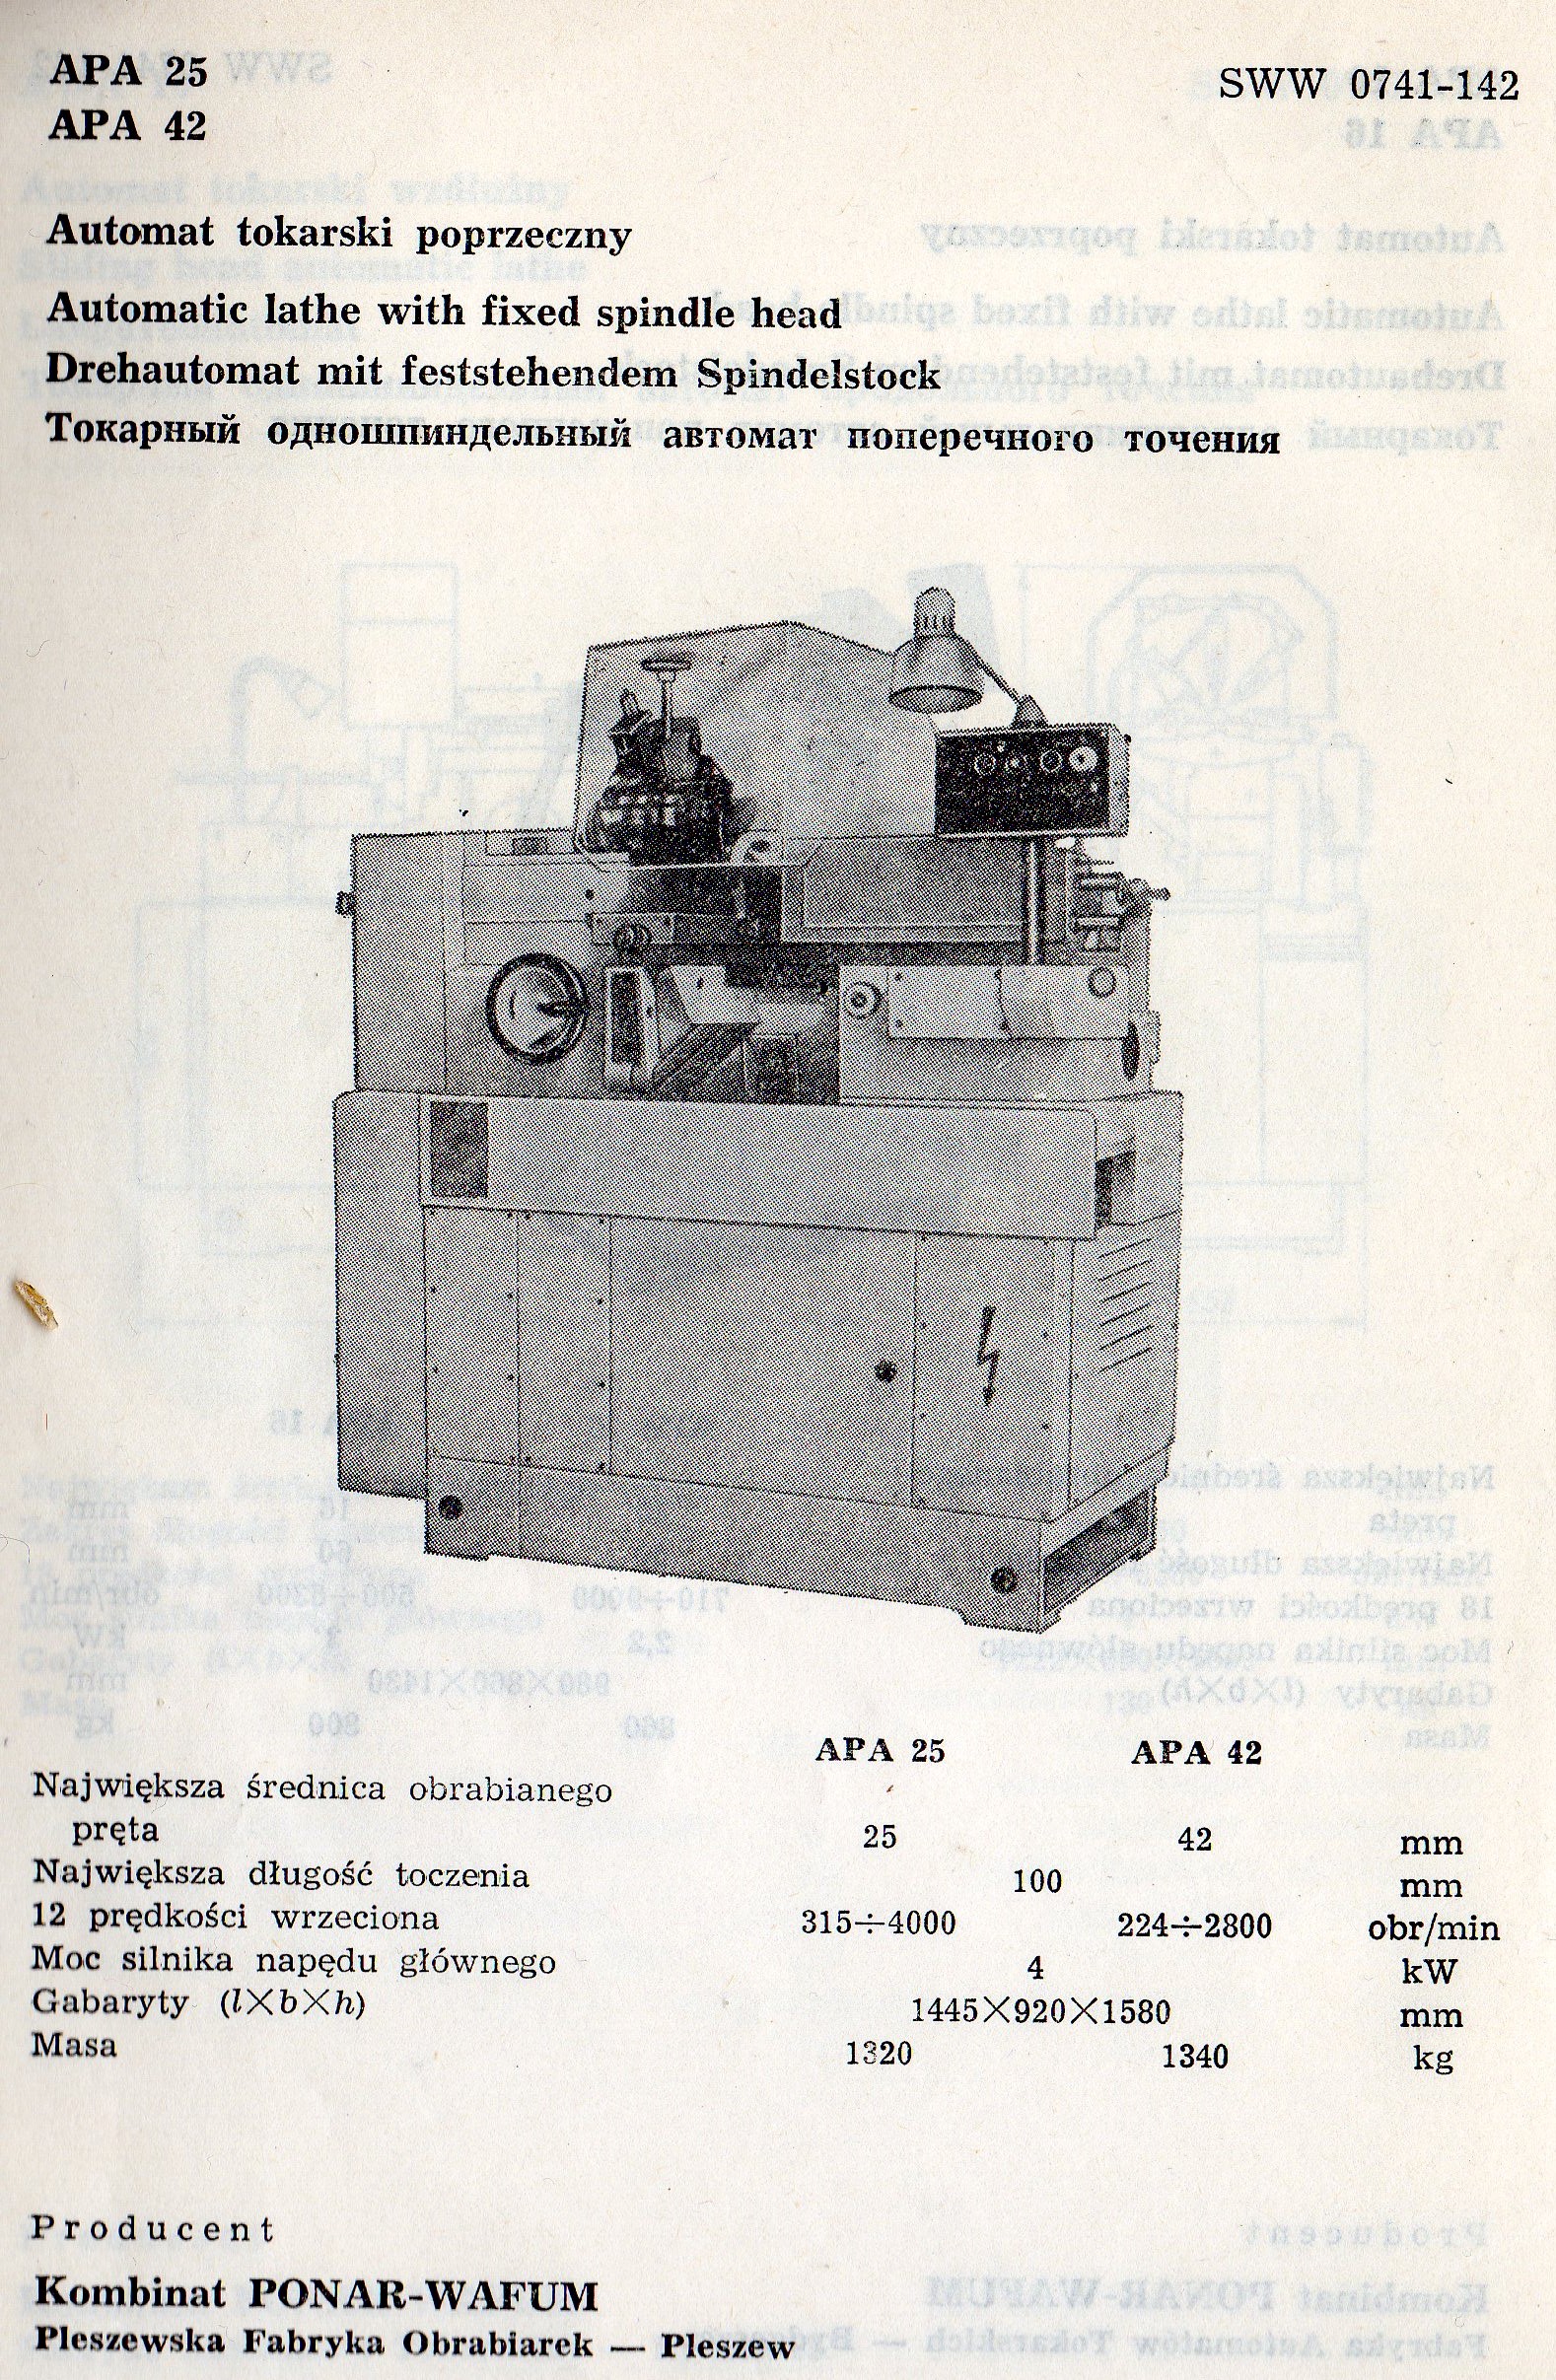 APA 25
SWW 0741-142
APA 42
Automat tokarski poprzeczny
Automatic lathe with fixed spindle head
Drehautomat mit feststehendem Spindelstock
Токарный одношпиндельный автомат поперечного точения
APA 25 APA 42
Największa średnica obrabianego
pręta 25 42 mm
Największa długość toczenia 100 mm
12 prędkości wrzeciona 315÷4000 224÷2800 obr/min
Moc silnika napędu głównego 4 kW
Gabaryty (l×b×h) 1445×920×1580 mm
Masa 1320 1340 kg
Producent
Kombinat PONAR-WAFUM
Pleszewska Fabryka Obrabiarek — Pleszew